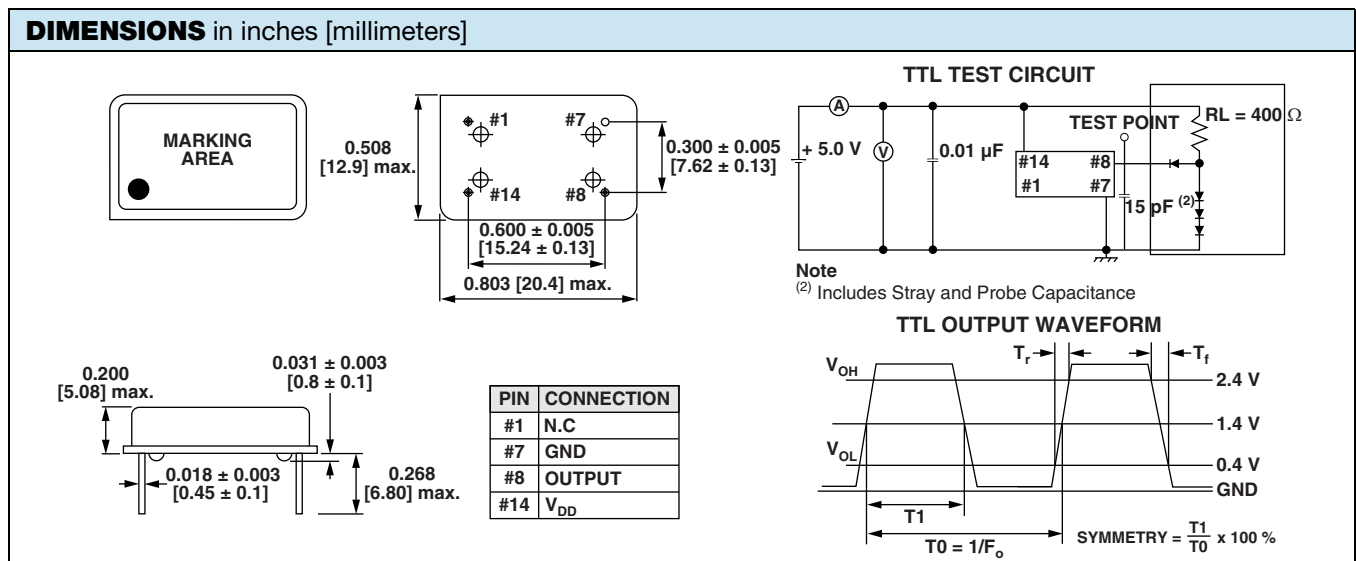 DIMENSIONS in inches [millimeters]
MARKING
AREA
0.508
[12.9] max.
#1
#7
#14
#8
0.300 ± 0.005
[7.62 ± 0.13]
0.600 ± 0.005
[15.24 ± 0.13]
0.803 [20.4] max.
TTL TEST CIRCUIT
A
+ 5.0 V
V
0.01 µF
TEST POINT
RL = 400 Ω
#14 #8
#1 #7
15 pF (2)
Note
(2) Includes Stray and Probe Capacitance
0.200
[5.08] max.
0.031 ± 0.003
[0.8 ± 0.1]
0.018 ± 0.003
[0.45 ± 0.1]
0.268
[6.80] max.
PIN CONNECTION
#1 N.C
#7 GND
#8 OUTPUT
#14 VDD
TTL OUTPUT WAVEFORM
Tr
Tf
VOH
2.4 V
1.4 V
VOL
0.4 V
GND
T1
T0 = 1/Fo
SYMMETRY = T1/T0 x 100 %